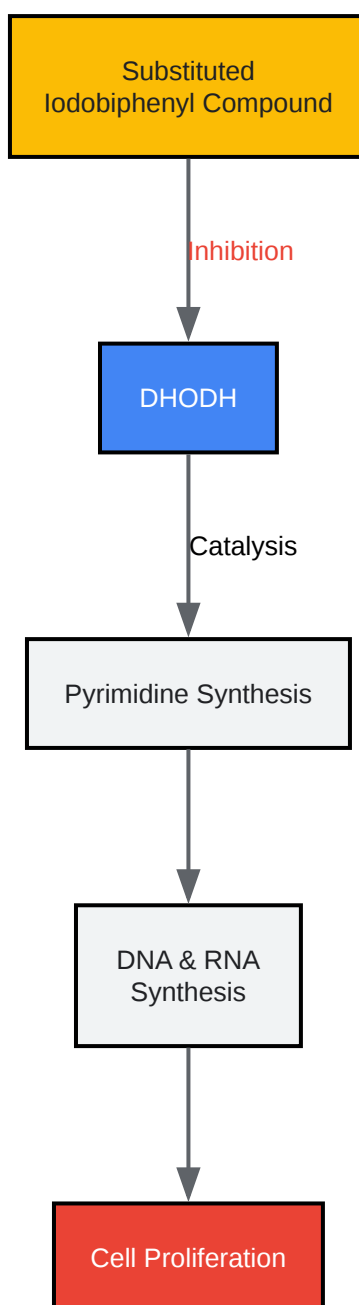 Substituted
Iodobiphenyl Compound
Inhibition
DHODH
Catalysis
Pyrimidine Synthesis
DNA & RNA
Synthesis
Cell Proliferation